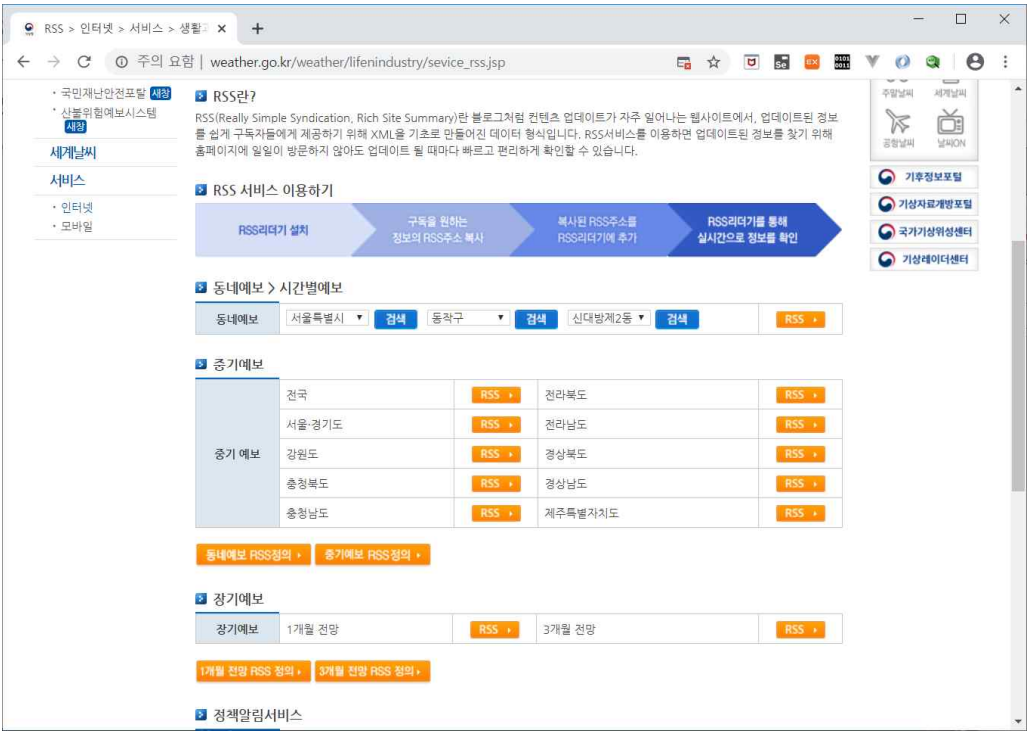 RSS > 인터넷 > 서비스 > 생활
주의 요함 | weather.go.kr/weather/lifenindustry/sevice_rss.jsp
국민재난안전포탈 새창
산불위험예보시스템
새창
세계날씨
서비스
인터넷
모바일
RSS란?
RSS(Really Simple Syndication, Rich Site Summary)란 블로그처럼 컨텐츠 업데이트가 자주 일어나는 웹사이트에서, 업데이트된 정보
를 쉽게 구독자들에게 제공하기 위해 XML을 기초로 만들어진 데이터 형식입니다. RSS서비스를 이용하면 업데이트된 정보를 찾기 위해
홈페이지에 일일이 방문하지 않아도 업데이트 될 때마다 빠르고 편리하게 확인할 수 있습니다.
RSS 서비스 이용하기
RSS리더기 설치
구독을 원하는
정보의 RSS주소 복사
복사된 RSS주소를
RSS리더기에 추가
RSS리더기를 통해
실시간으로 정보를 확인
동네예보 > 시간별예보
동네예보 서울특별시 검색 동작구 검색 신대방제2동 검색 RSS
중기예보
중기 예보
전국 RSS 전라북도 RSS
서울·경기도 RSS 전라남도 RSS
강원도 RSS 경상북도 RSS
충청북도 RSS 경상남도 RSS
충청남도 RSS 제주특별자치도 RSS
동네예보 RSS정의 중기예보 RSS정의
장기예보
장기예보 1개월 전망 RSS 3개월 전망 RSS
1개월 전망 RSS 정의 3개월 전망 RSS 정의
정책알림서비스
주말날씨 세계날씨
공항날씨 날씨ON
기후정보포털
기상자료개방포털
국가기상위성센터
기상레이더센터